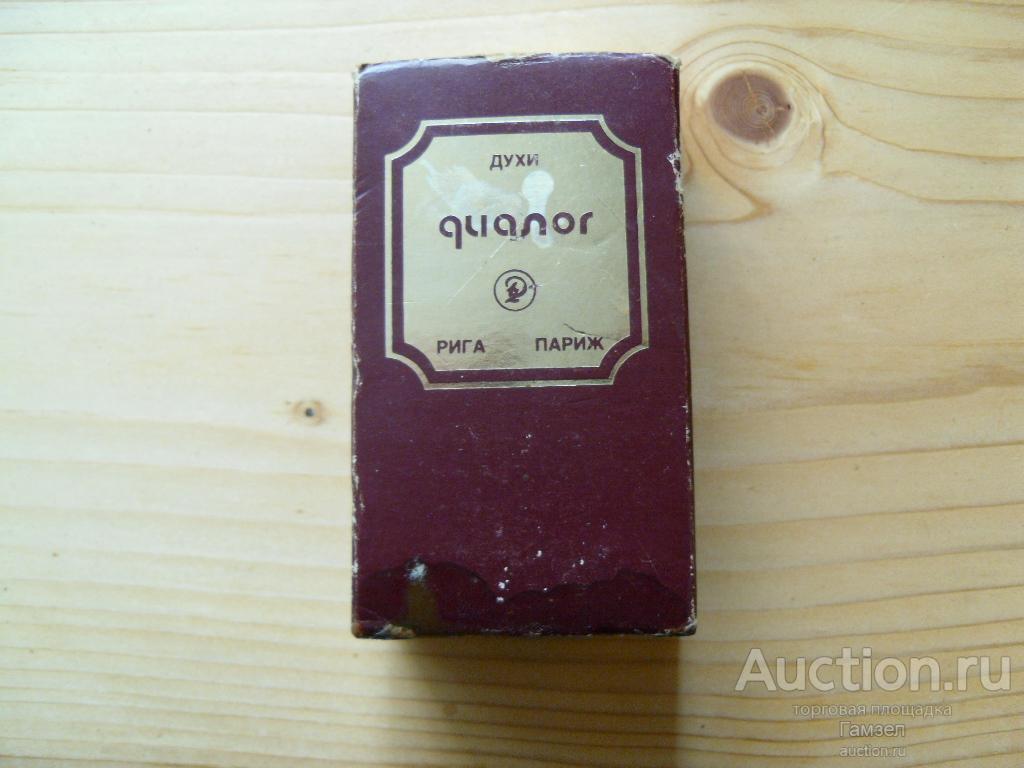 ДУХИ
диалог
РИГА ПАРИЖ
Auction.ru
торговая площадка
Гамзел
auction.ru